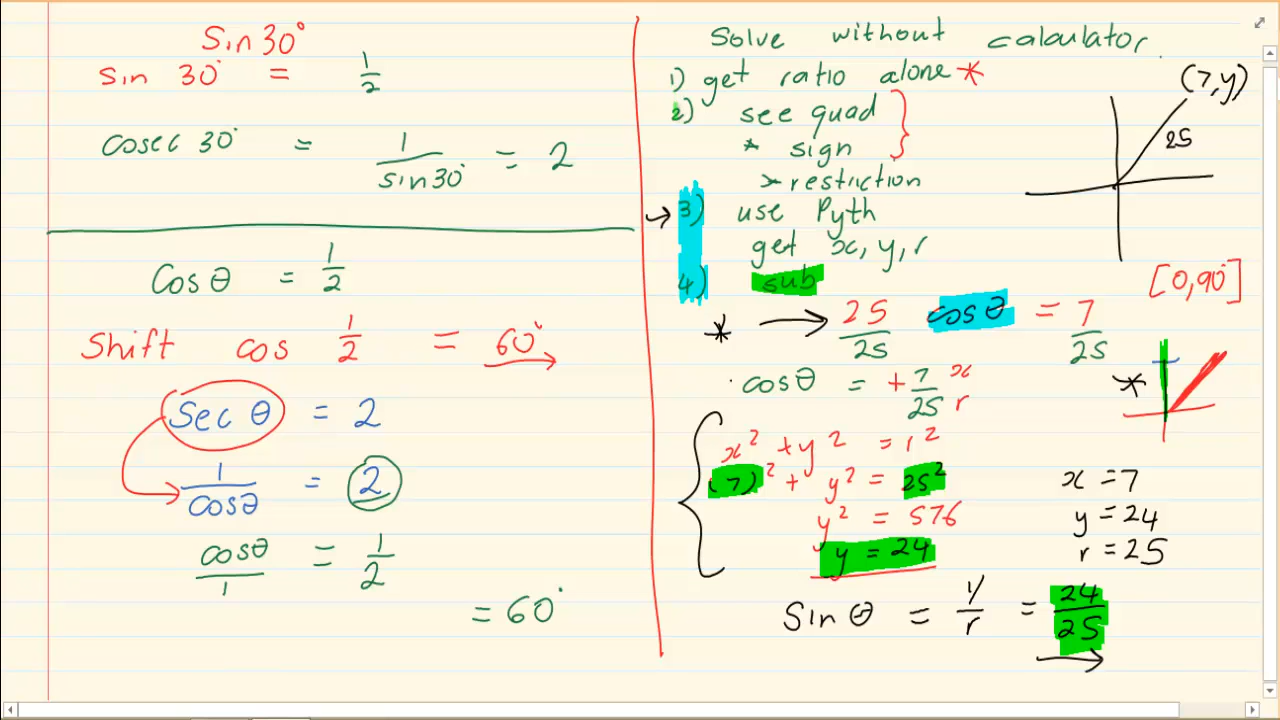 Sin 30°
sin 30° = 1/2
cosec 30° = 1/sin 30° = 2
Cos θ = 1/2
Shift cos 1/2 = 60°
Sec θ = 2
1/cosθ = 2
cosθ/1 = 1/2
= 60°
Solve without calculator
1) get ratio alone *
2) see quad
* sign
* restriction
→ 3) use Pyth
get x, y, r
4) sub
(7, y)
25
[0, 90°]
* → 25/25 cos θ = 7/25
cosθ = + 7/25 x/r
*
x² + y² = r²
(7)² + y² = 25²
y² = 576
y = 24
x = 7
y = 24
r = 25
Sin θ = y/r = 24/25